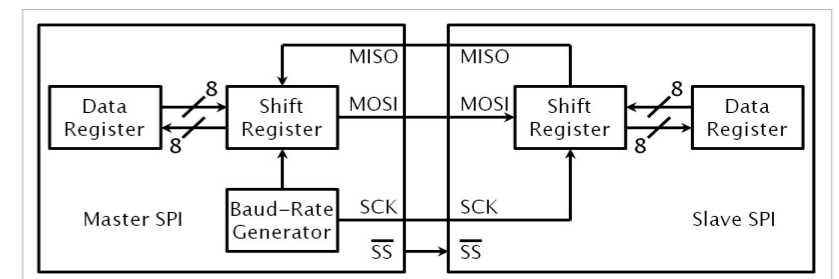 MISO MISO
8 8
Data Register
Shift Register
MOSI MOSI
Shift Register
Data Register
8 8
Master SPI
Baud-Rate Generator
SCK SCK
Slave SPI
SS SS